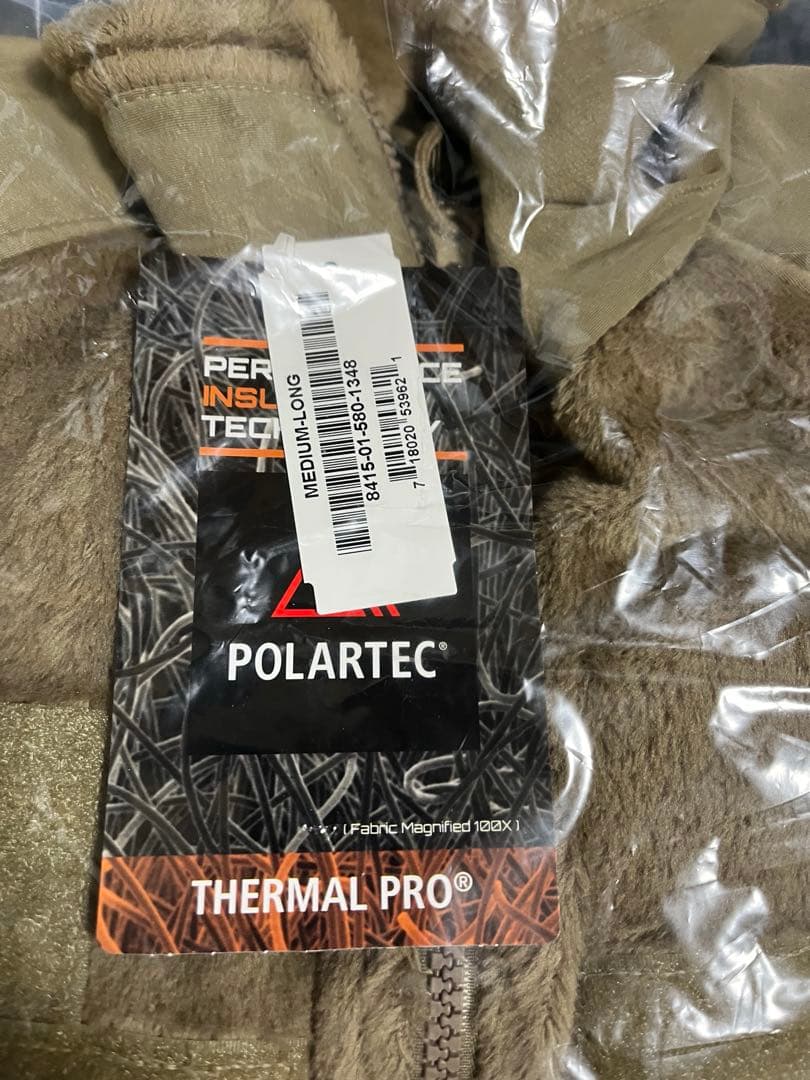 MEDIUM-LONG
8415-01-580-1348
7 18020 53962 1
POLARTEC®
[ Fabric Magnified 100X ]
THERMAL PRO®